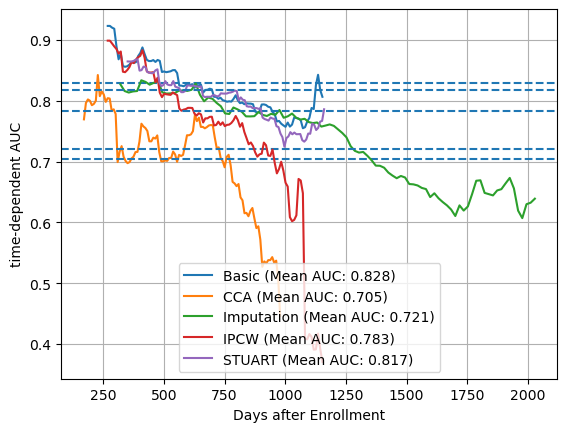 0.9
0.8
0.7
0.6
0.5
0.4
time-dependent AUC
Basic (Mean AUC: 0.828)
CCA (Mean AUC: 0.705)
Imputation (Mean AUC: 0.721)
IPCW (Mean AUC: 0.783)
STUART (Mean AUC: 0.817)
250 500 750 1000 1250 1500 1750 2000
Days after Enrollment